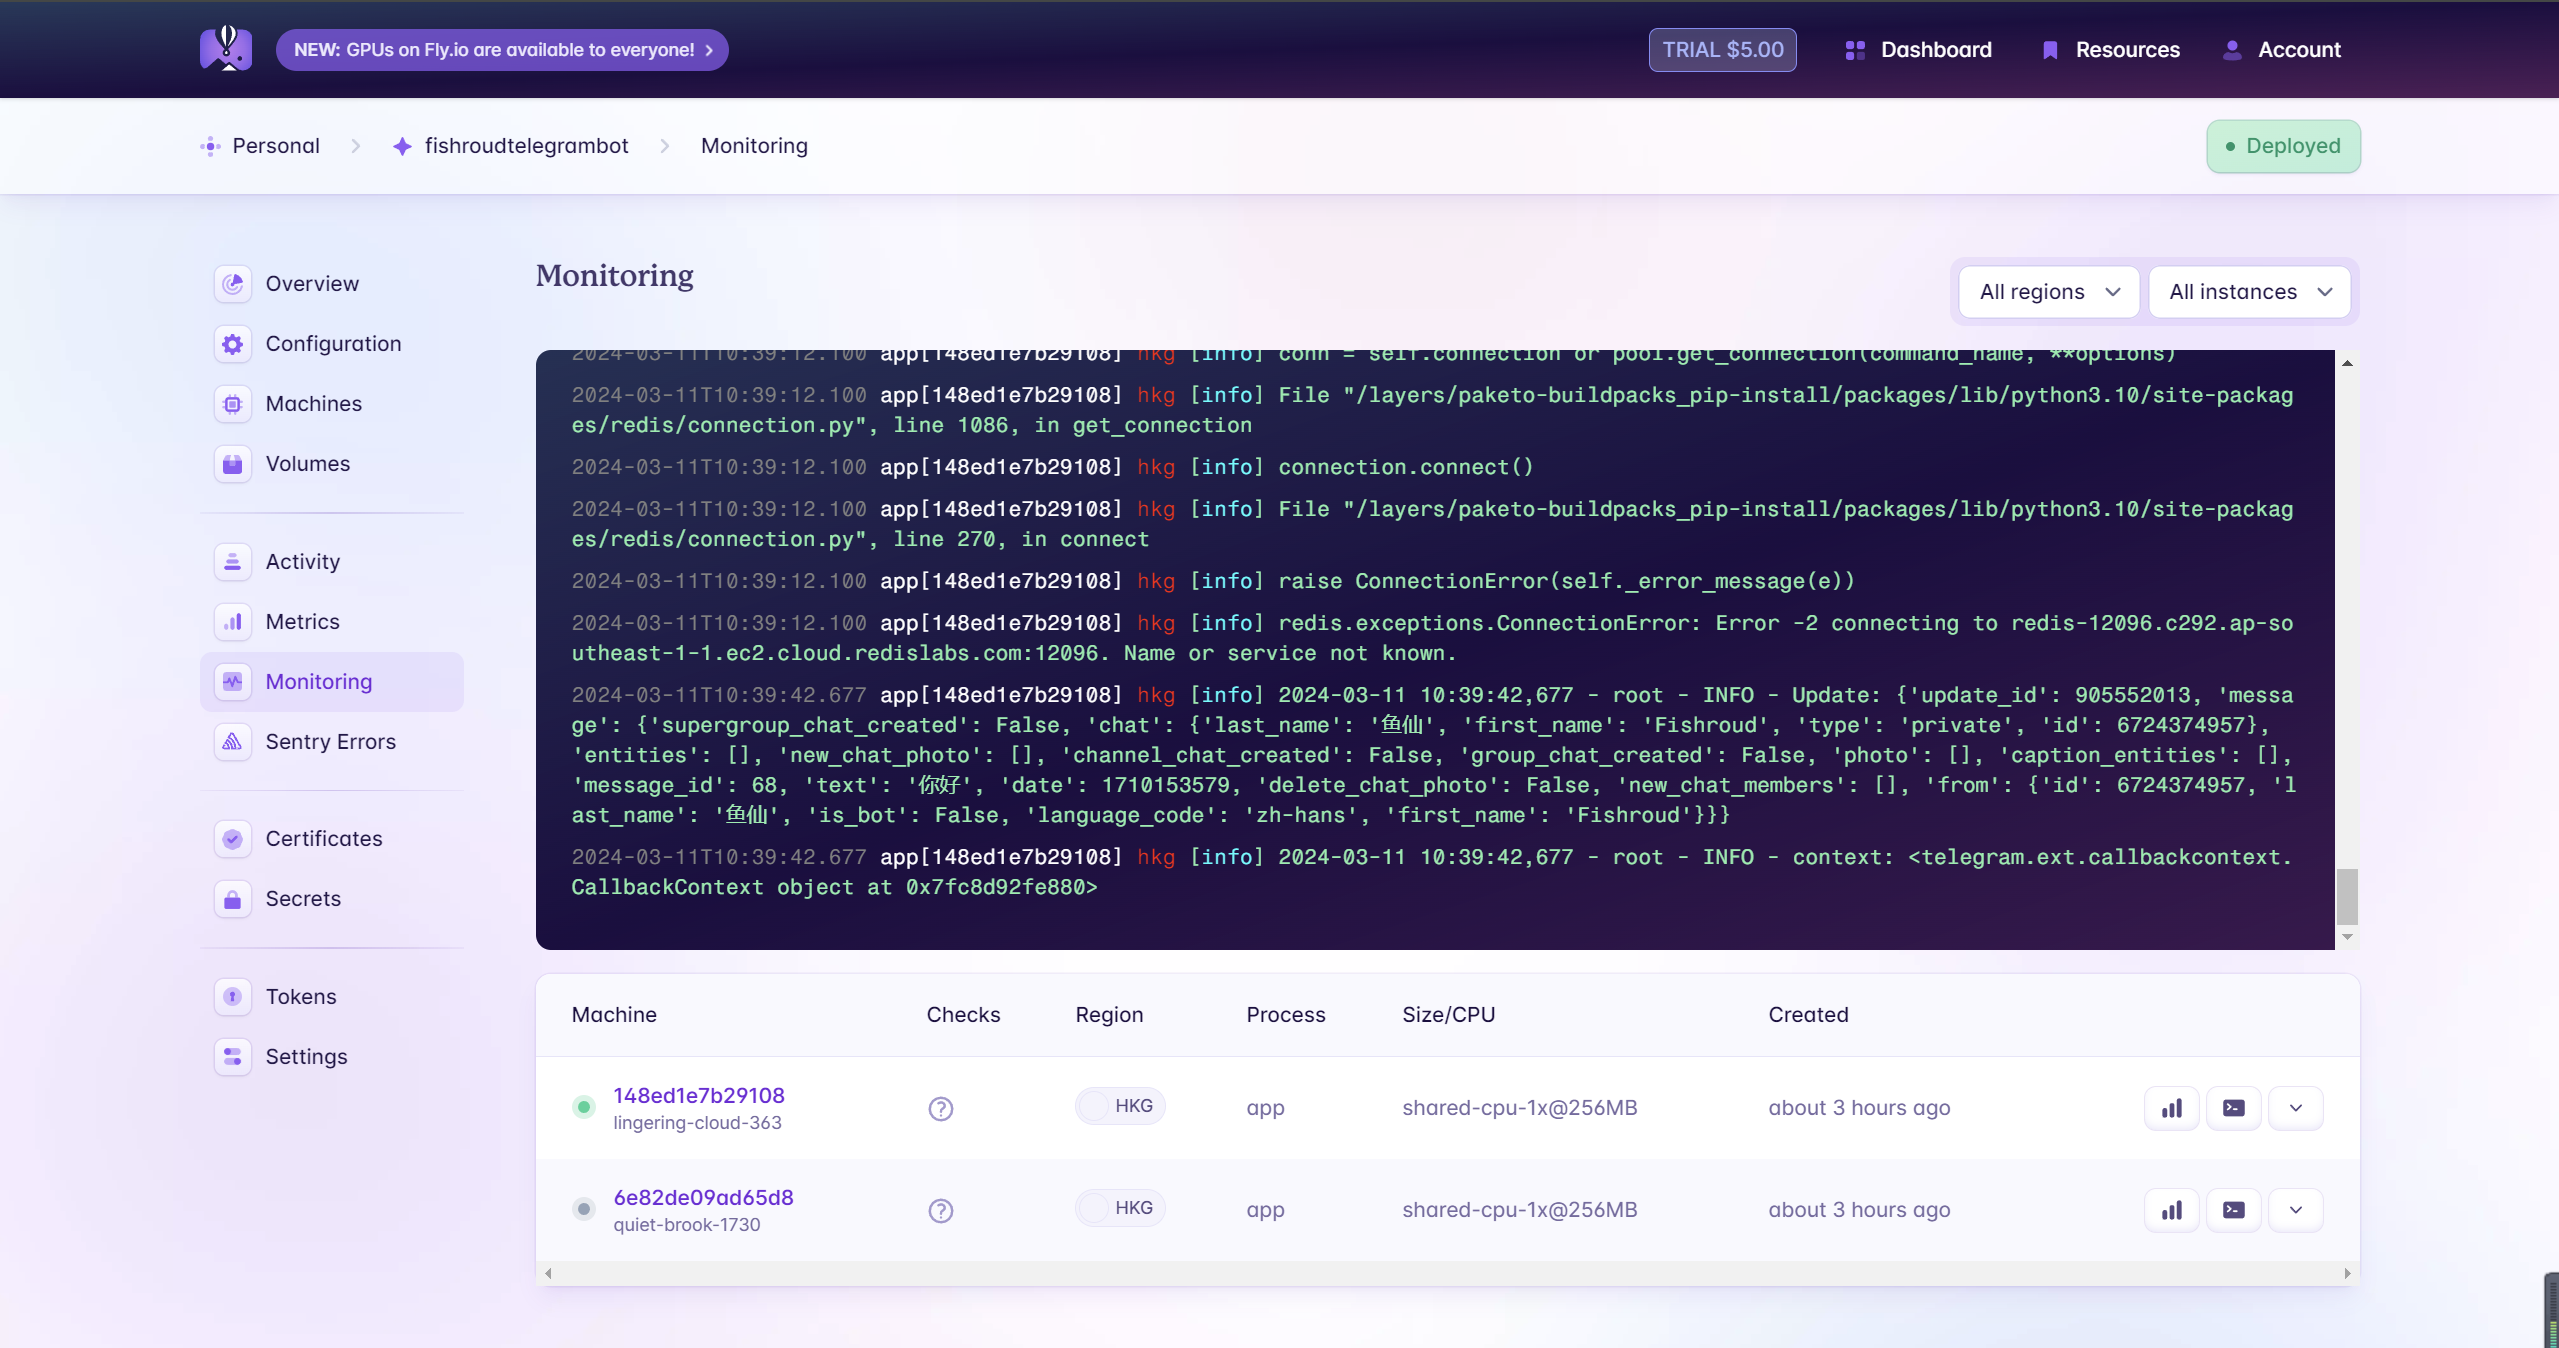 NEW: GPUs on Fly.io are available to everyone!
TRIAL $5.00
Dashboard
Resources
Account
Personal
fishroudtelegrambot
Monitoring
Deployed
Overview
Configuration
Machines
Volumes
Activity
Metrics
Monitoring
Sentry Errors
Certificates
Secrets
Tokens
Settings
Monitoring
All regions
All instances
2024-03-11T10:39:12.100 app[148ed1e7b29108] hkg [info] conn = self.connection or pool.get_connection(command_name, **options)
2024-03-11T10:39:12.100 app[148ed1e7b29108] hkg [info] File "/layers/paketo-buildpacks_pip-install/packages/lib/python3.10/site-packag
es/redis/connection.py", line 1086, in get_connection
2024-03-11T10:39:12.100 app[148ed1e7b29108] hkg [info] connection.connect()
2024-03-11T10:39:12.100 app[148ed1e7b29108] hkg [info] File "/layers/paketo-buildpacks_pip-install/packages/lib/python3.10/site-packag
es/redis/connection.py", line 270, in connect
2024-03-11T10:39:12.100 app[148ed1e7b29108] hkg [info] raise ConnectionError(self._error_message(e))
2024-03-11T10:39:12.100 app[148ed1e7b29108] hkg [info] redis.exceptions.ConnectionError: Error -2 connecting to redis-12096.c292.ap-so
utheast-1-1.ec2.cloud.redislabs.com:12096. Name or service not known.
2024-03-11T10:39:42.677 app[148ed1e7b29108] hkg [info] 2024-03-11 10:39:42,677 - root - INFO - Update: {'update_id': 905552013, 'messa
ge': {'supergroup_chat_created': False, 'chat': {'last_name': '鱼仙', 'first_name': 'Fishroud', 'type': 'private', 'id': 6724374957},
'entities': [], 'new_chat_photo': [], 'channel_chat_created': False, 'group_chat_created': False, 'photo': [], 'caption_entities': [],
'message_id': 68, 'text': '你好', 'date': 1710153579, 'delete_chat_photo': False, 'new_chat_members': [], 'from': {'id': 6724374957, 'l
ast_name': '鱼仙', 'is_bot': False, 'language_code': 'zh-hans', 'first_name': 'Fishroud'}}}
2024-03-11T10:39:42.677 app[148ed1e7b29108] hkg [info] 2024-03-11 10:39:42,677 - root - INFO - context: <telegram.ext.callbackcontext.
CallbackContext object at 0x7fc8d92fe880>
Machine Checks Region Process Size/CPU Created
148ed1e7b29108
lingering-cloud-363
HKG app shared-cpu-1x@256MB about 3 hours ago
6e82de09ad65d8
quiet-brook-1730
HKG app shared-cpu-1x@256MB about 3 hours ago